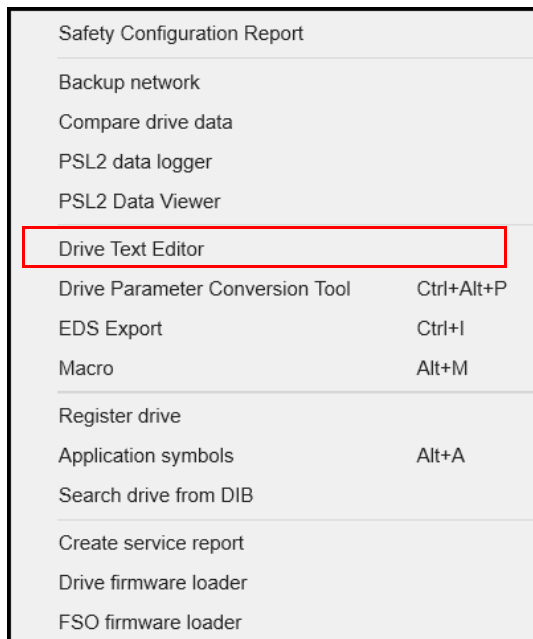 Safety Configuration Report
Backup network
Compare drive data
PSL2 data logger
PSL2 Data Viewer
Drive Text Editor
Drive Parameter Conversion Tool Ctrl+Alt+P
EDS Export Ctrl+I
Macro Alt+M
Register drive
Application symbols Alt+A
Search drive from DIB
Create service report
Drive firmware loader
FSO firmware loader